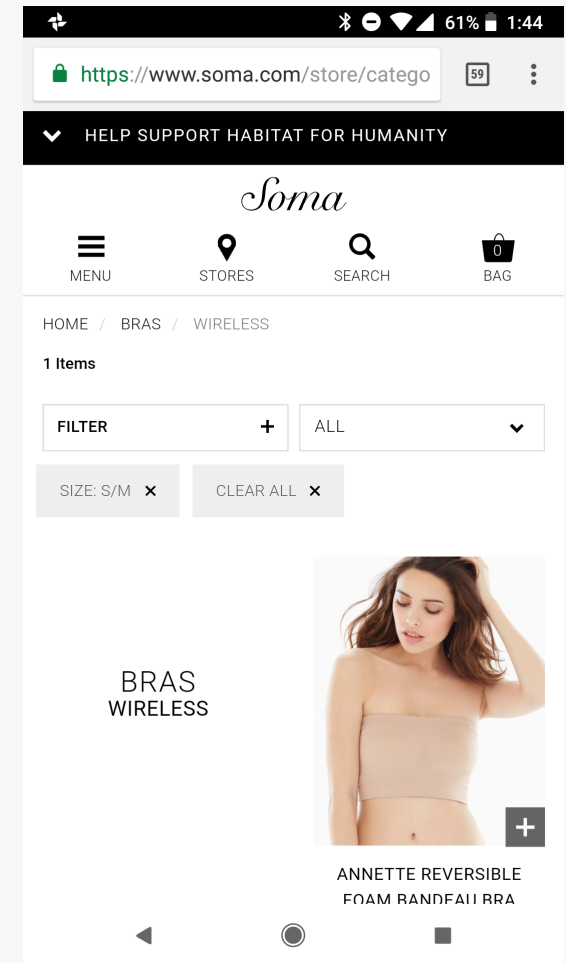 61% 1:44
https://www.soma.com/store/catego
59
HELP SUPPORT HABITAT FOR HUMANITY
Soma
MENU
STORES
SEARCH
0
BAG
HOME / BRAS / WIRELESS
1 Items
FILTER +
ALL
SIZE: S/M ×
CLEAR ALL ×
BRAS
WIRELESS
+
ANNETTE REVERSIBLE
FOAM BANDEAU BRA